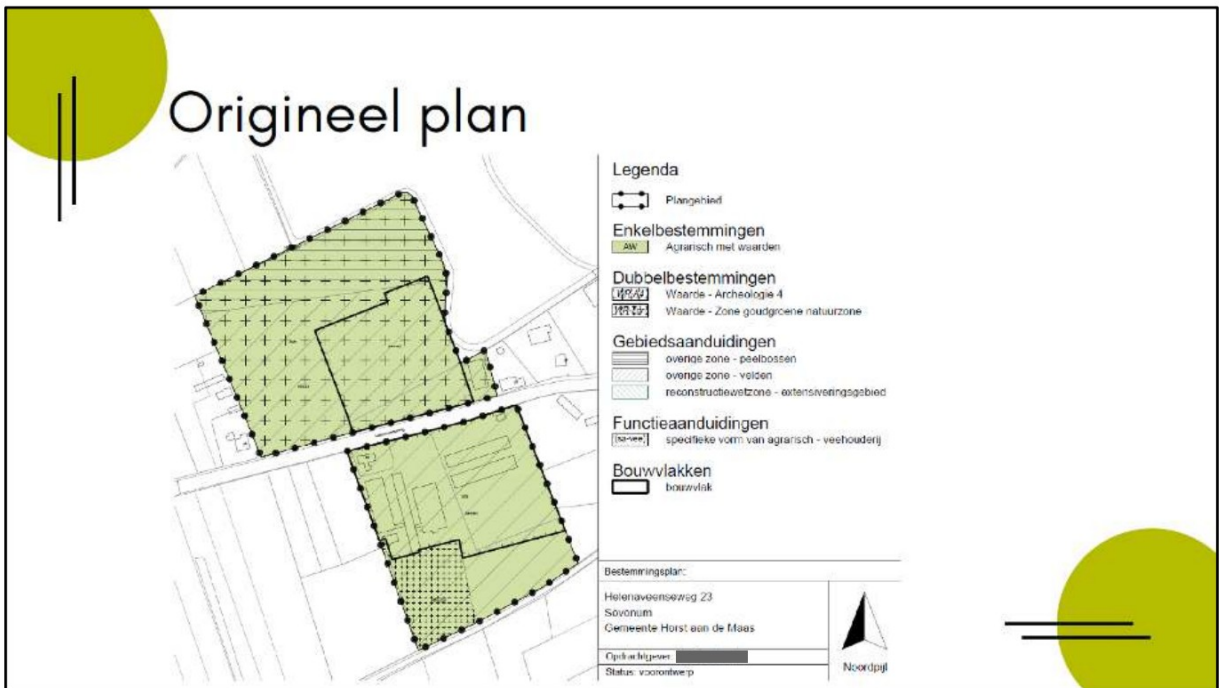 Origineel plan
Legenda
Plangebied
Enkelbestemmingen
AW Agrarisch met waarden
Dubbelbestemmingen
Waarde - Archeologie 4
Waarde - Zone goudgroene natuurzone
Gebiedsaanduidingen
overige zone - peelbossen
overige zone - velden
reconstructiewetzone - extensiveringsgebied
Functieaanduidingen
(sa-vee) specifieke vorm van agrarisch - veehouderij
Bouwvlakken
bouwvlak
Bestemmingsplan:
Helenaveenseweg 23
Sevenum
Gemeente Horst aan de Maas
Opdrachtgever:
Status: voorontwerp
Noordpijl